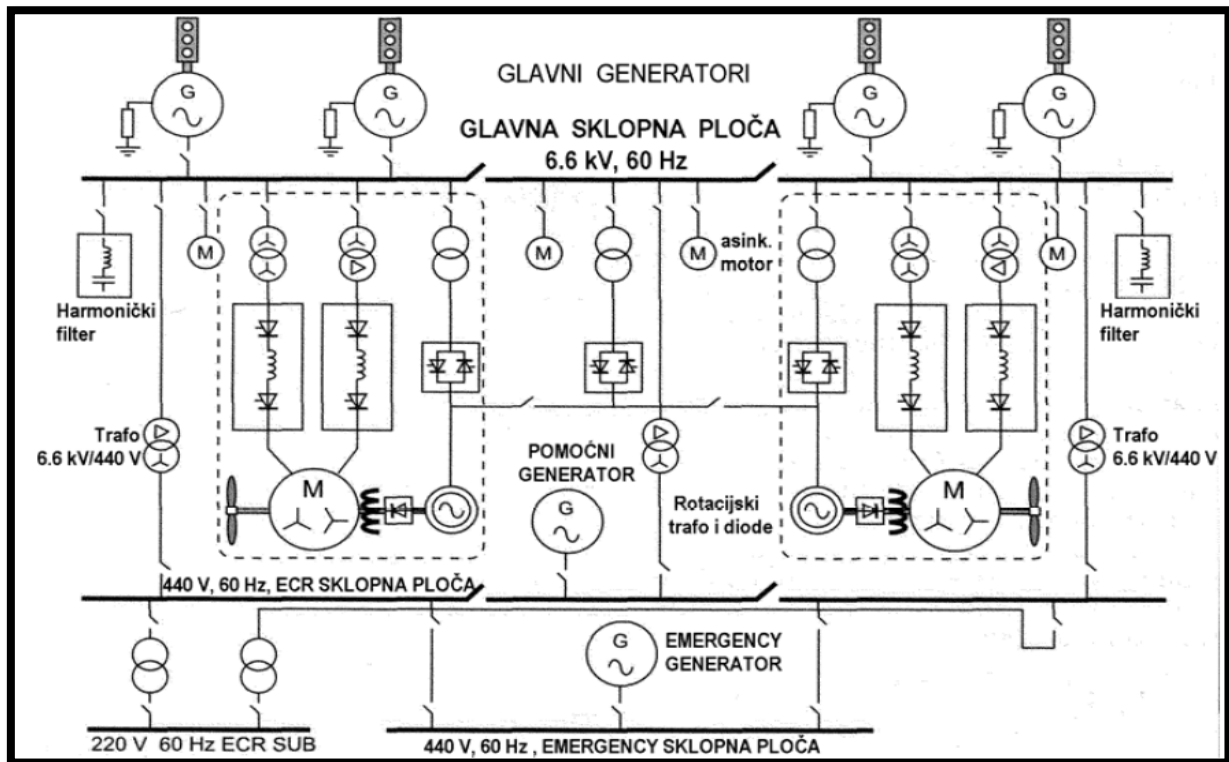 G
G
GLAVNI GENERATORI
G
G
GLAVNA SKLOPNA PLOČA
6.6 kV, 60 Hz
M
M
M
asink.
motor
M
Harmonički
filter
Harmonički
filter
Trafo
6.6 kV/440 V
POMOĆNI
GENERATOR
Trafo
6.6 kV/440 V
M
G
Rotacijski
trafo i diode
M
440 V, 60 Hz, ECR SKLOPNA PLOČA
G
EMERGENCY
GENERATOR
220 V 60 Hz ECR SUB
440 V, 60 Hz , EMERGENCY SKLOPNA PLOČA